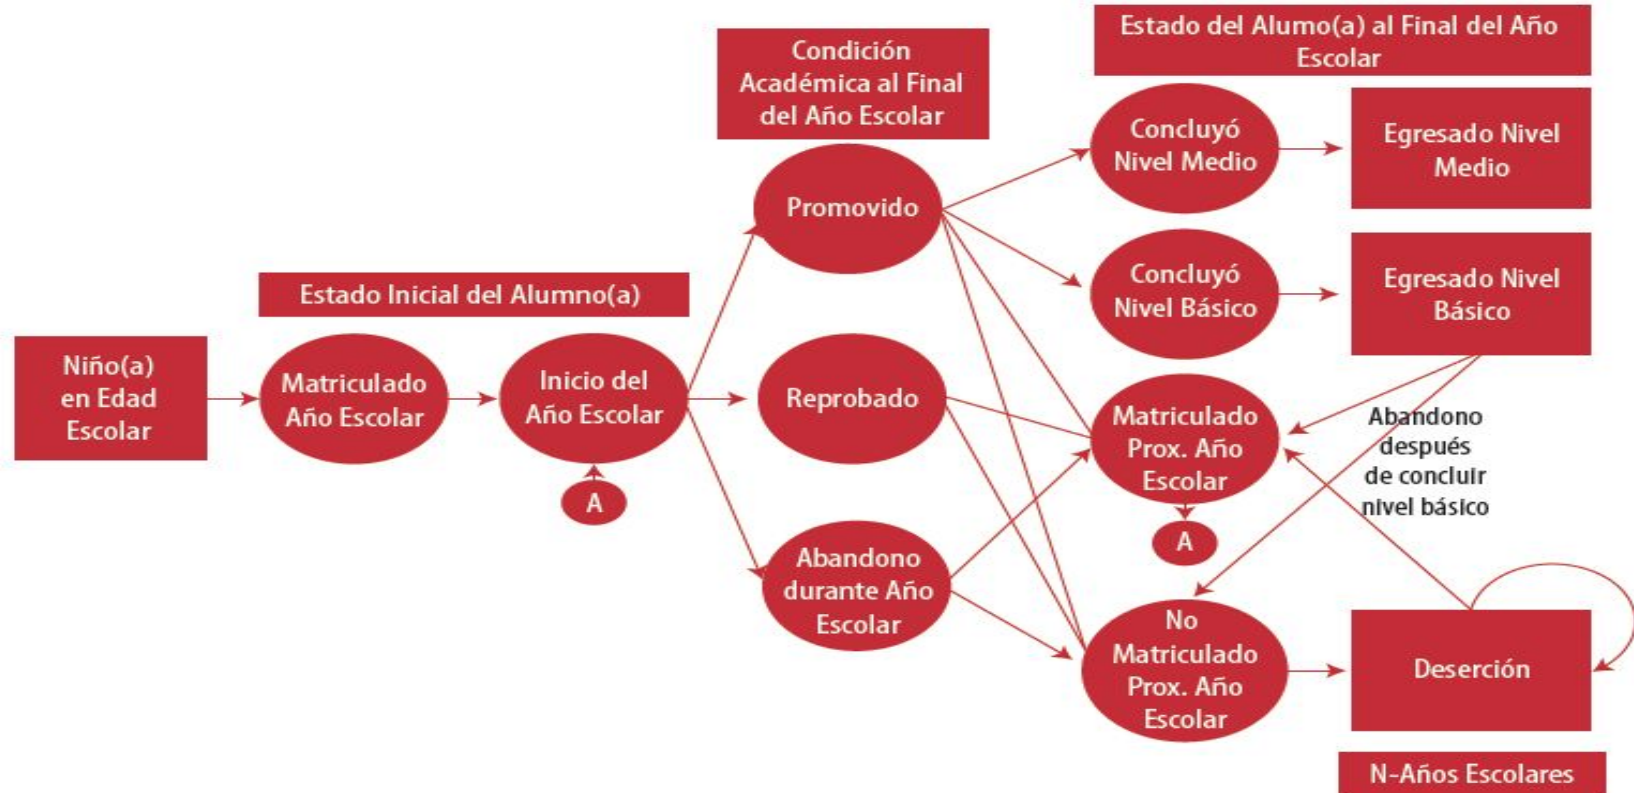 Condición
Académica al Final
del Año Escolar
Estado del Alumo(a) al Final del Año
Escolar
Estado Inicial del Alumno(a)
Niño(a)
en Edad
Escolar
Matriculado
Año Escolar
Inicio del
Año Escolar
A
Promovido
Reprobado
Abandono
durante Año
Escolar
Concluyó
Nivel Medio
Egresado Nivel
Medio
Concluyó
Nivel Básico
Egresado Nivel
Básico
Matriculado
Prox. Año
Escolar
A
Abandono
después
de concluir
nivel básico
No
Matriculado
Prox. Año
Escolar
Deserción
N-Años Escolares